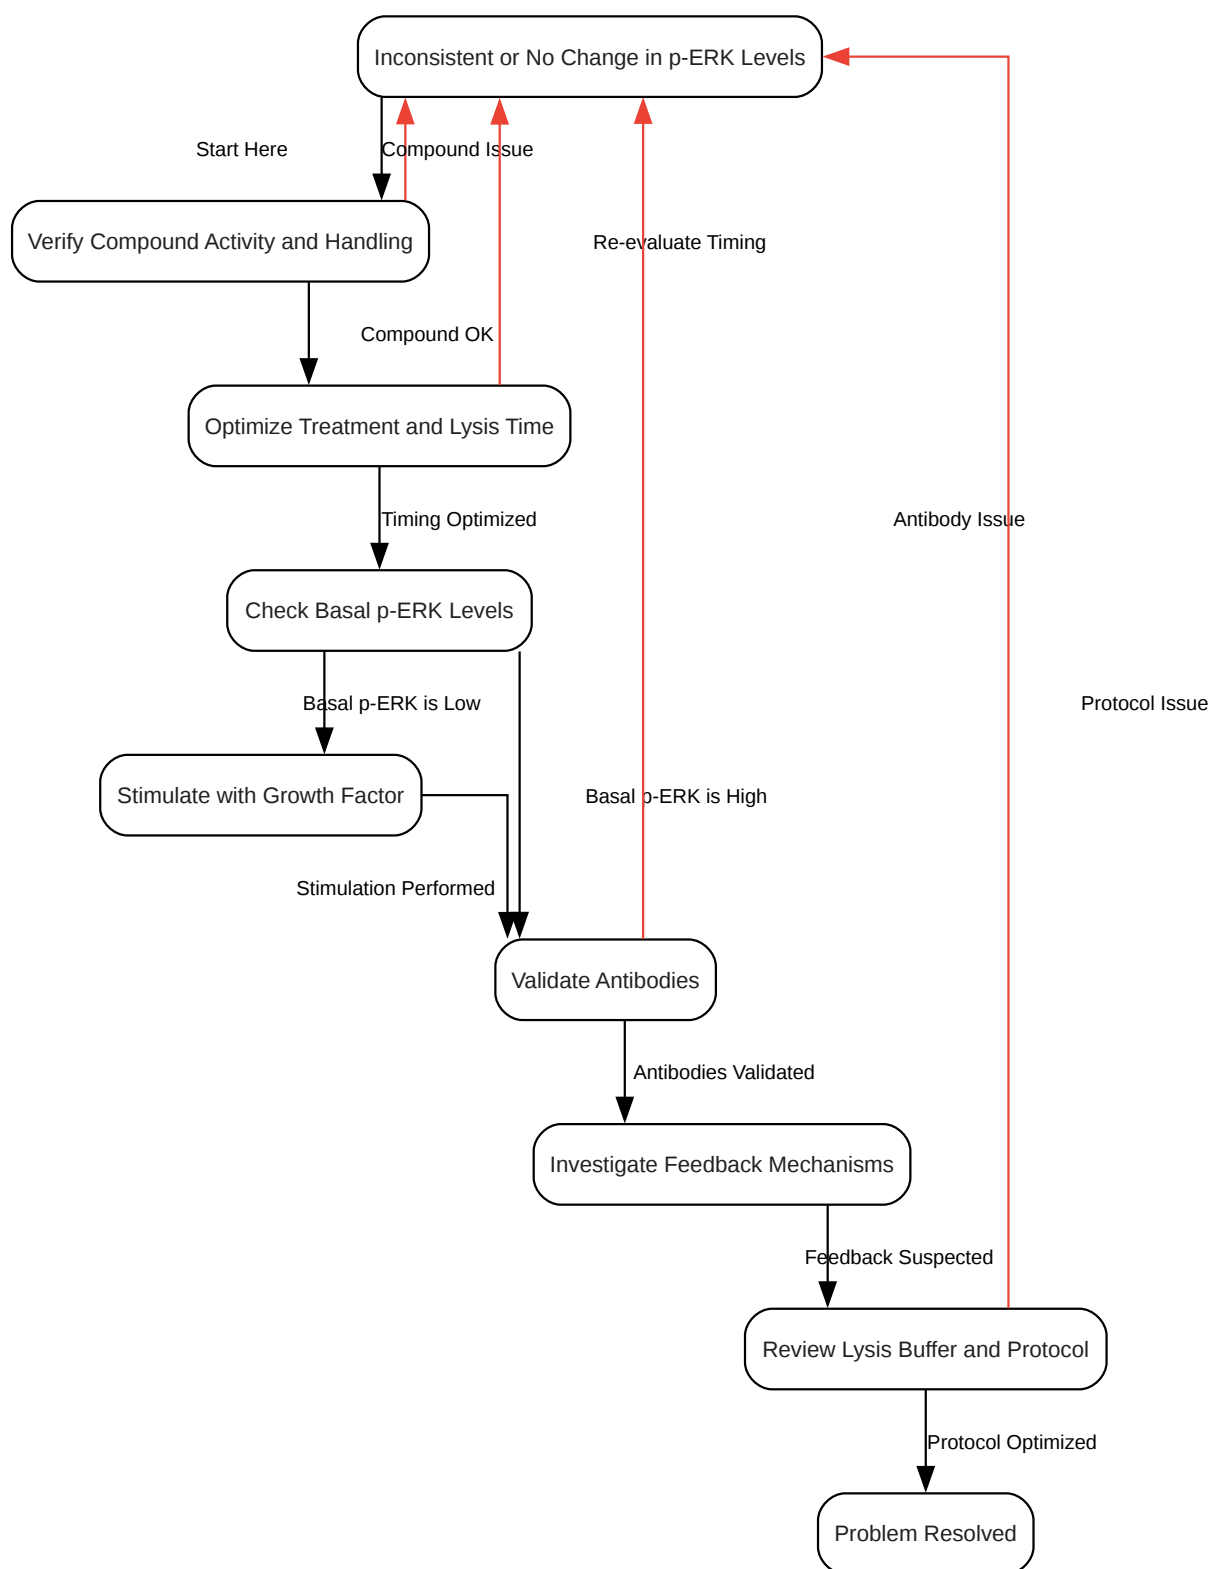 Inconsistent or No Change in p-ERK Levels
Start Here
Compound Issue
Verify Compound Activity and Handling
Re-evaluate Timing
Compound OK
Optimize Treatment and Lysis Time
Timing Optimized
Antibody Issue
Check Basal p-ERK Levels
Basal p-ERK is Low
Protocol Issue
Stimulate with Growth Factor
Basal p-ERK is High
Stimulation Performed
Validate Antibodies
Antibodies Validated
Investigate Feedback Mechanisms
Feedback Suspected
Review Lysis Buffer and Protocol
Protocol Optimized
Problem Resolved